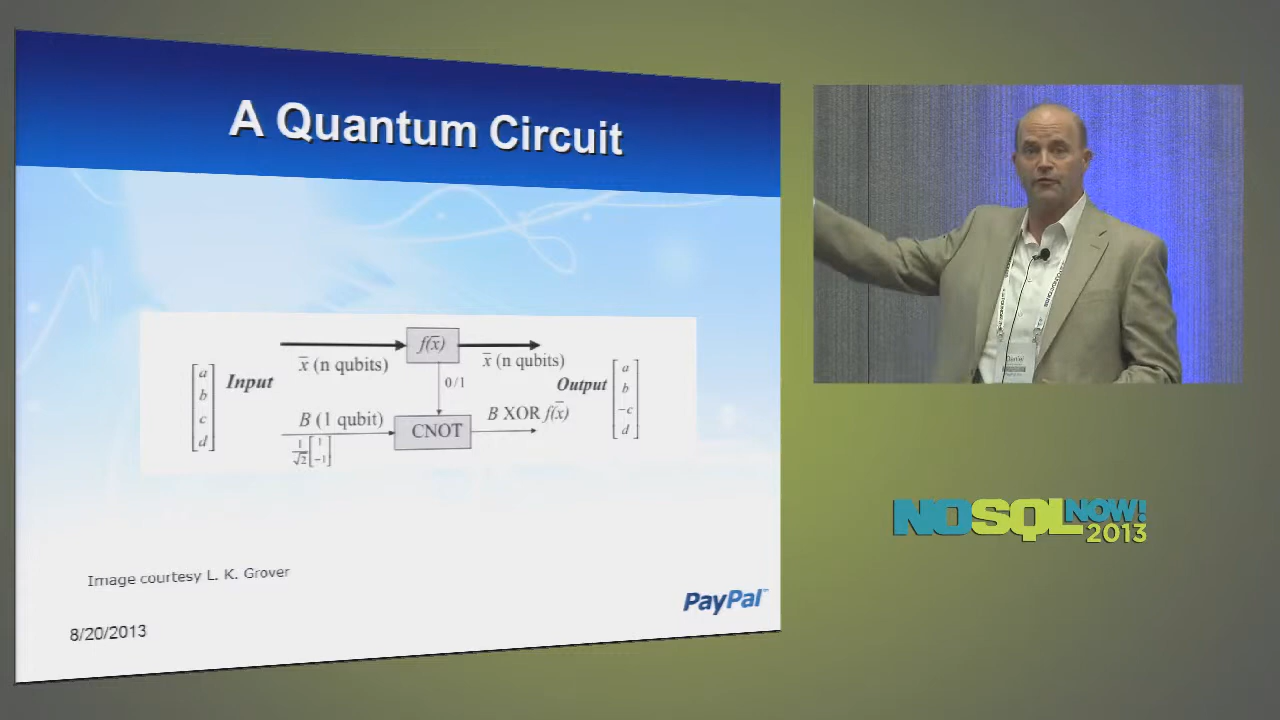 A Quantum Circuit
f(x̄)
x̄ (n qubits)
x̄ (n qubits)
0/1
a
b
c
d
Input
Output
a
b
-c
d
B (1 qubit)
CNOT
B XOR f(x̄)
1/√2 [1 -1]
Image courtesy L. K. Grover
PayPal
8/20/2013
Daniel
NOSQL NOW!
2013